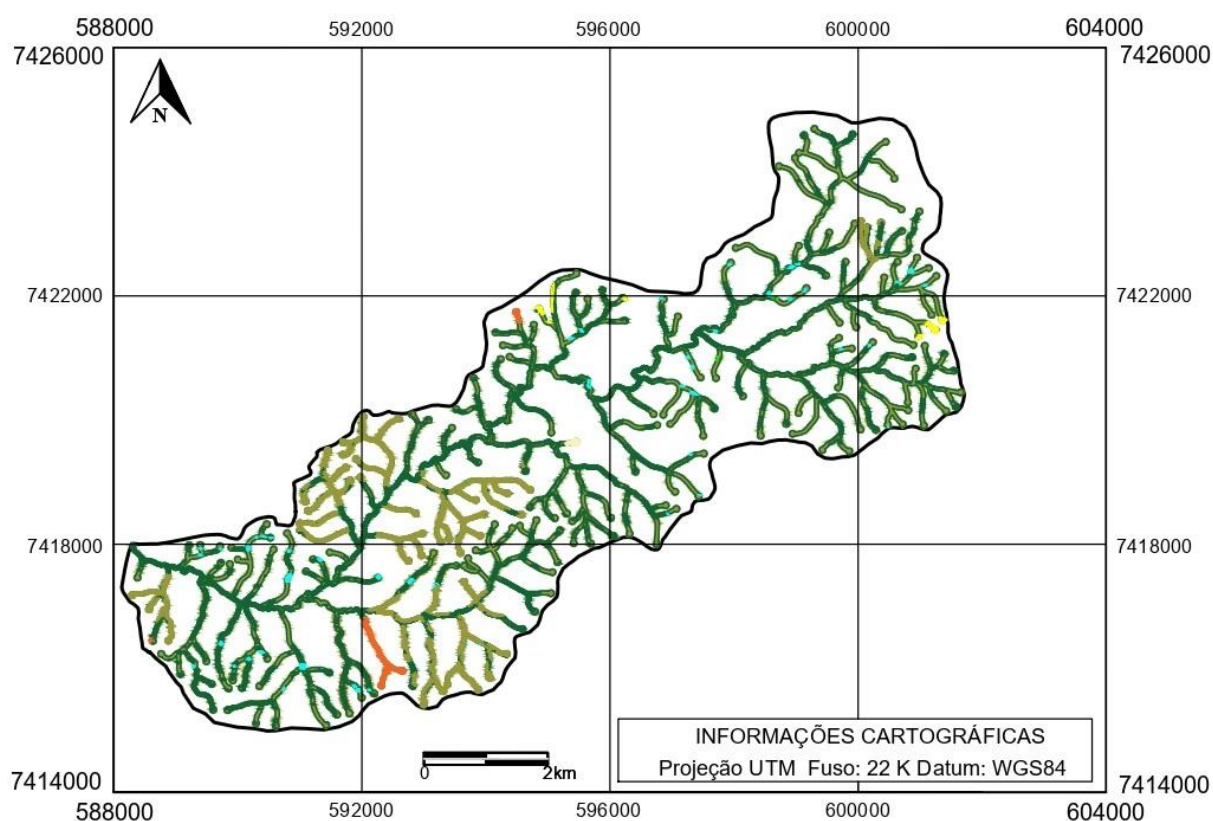 588000 592000 596000 600000 604000
7426000 7426000
N
7422000 7422000
7418000 7418000
INFORMAÇÕES CARTOGRÁFICAS
Projeção UTM Fuso: 22 K Datum: WGS84
0 2km
7414000 7414000
588000 592000 596000 600000 604000